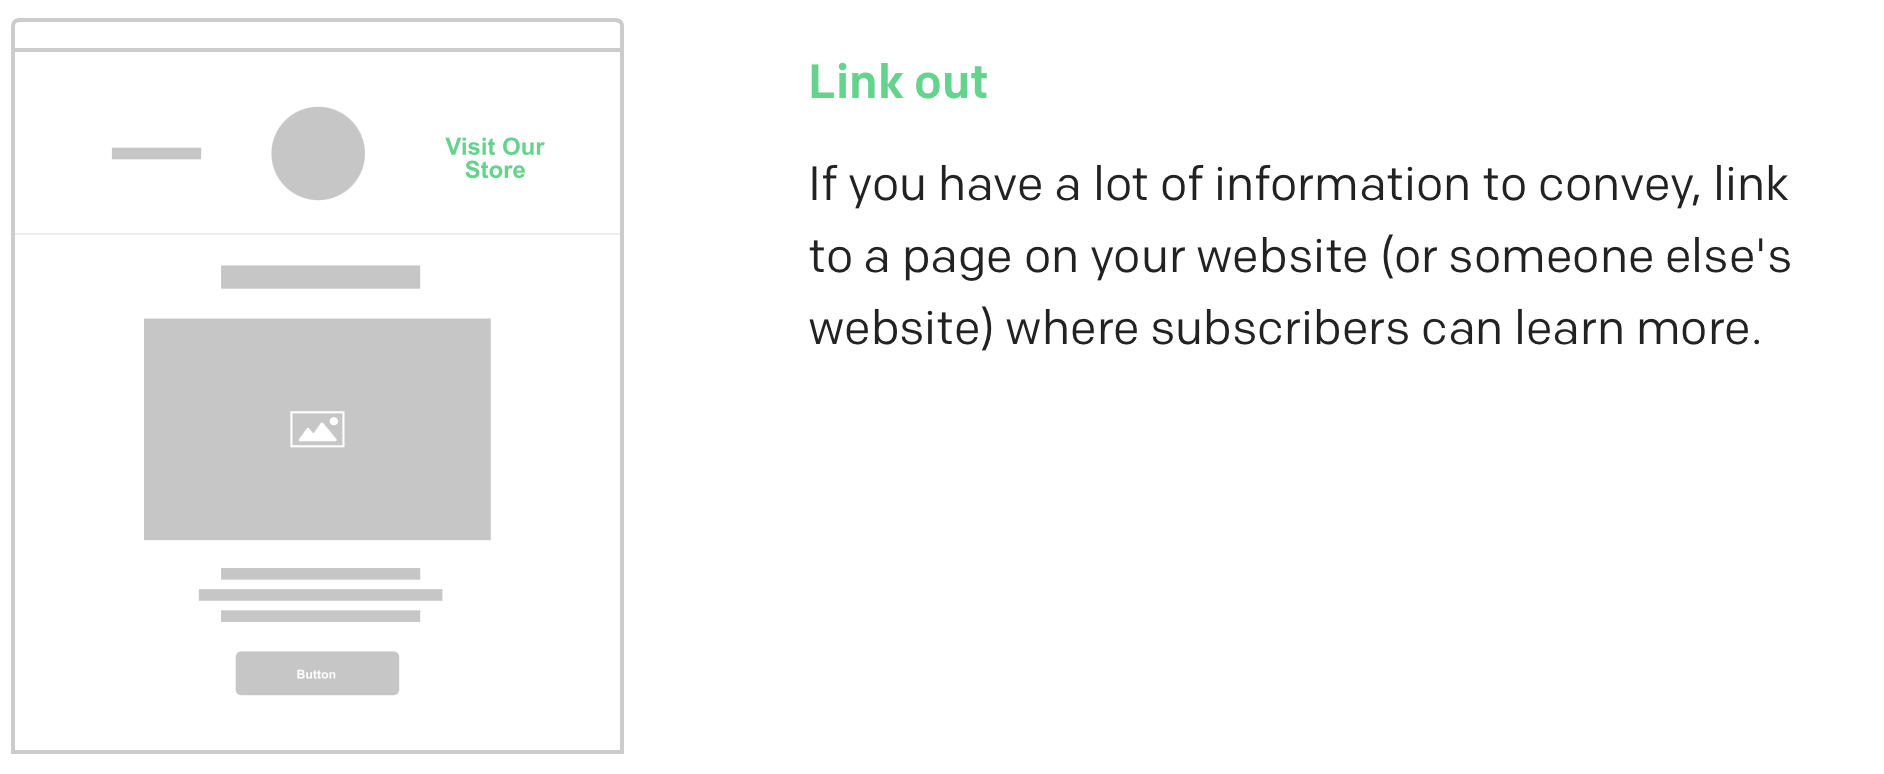 Visit Our
Store
Button
Link out
If you have a lot of information to convey, link
to a page on your website (or someone else's
website) where subscribers can learn more.